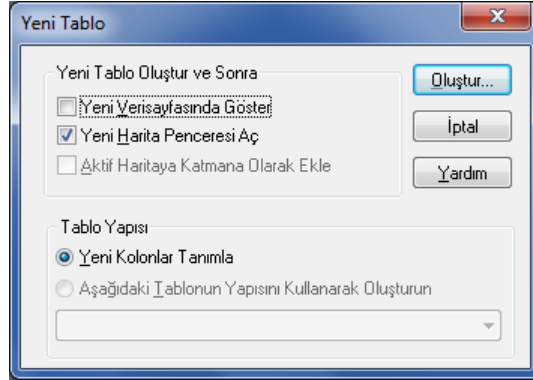 Yeni Tablo
Yeni Tablo Oluştur ve Sonra
Yeni Verisayfasında Göster
Yeni Harita Penceresi Aç
Aktif Haritaya Katmana Olarak Ekle
Oluştur...
İptal
Yardım
Tablo Yapısı
Yeni Kolonlar Tanımla
Aşağıdaki Tablonun Yapısını Kullanarak Oluşturun